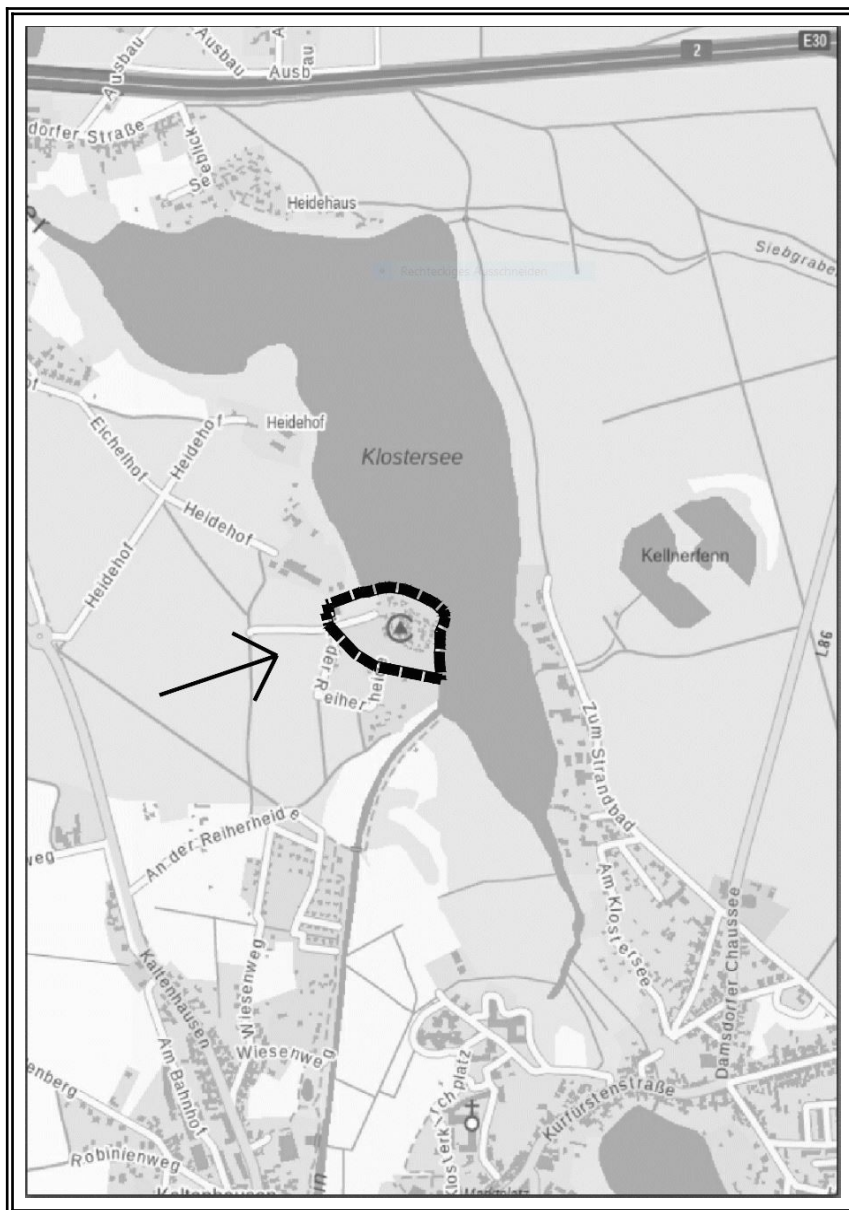 Ausbau
Ausbau
Ausbau
2
E30
dorfer Straße
Seeblick
Heidehaus
Siebgraben
Rechteckiges Ausschneiden
Heidehof
Heidehof
Eichelhof
Klostersee
Heidehof
Heidehof
Kellnerfenn
L86
der Reiherheide
Zum Strandbad
An der Reiherheide
weg
Am Klostersee
Damsdorfer Chaussee
Kaltenhausen
Wiesenweg
Wiesenweg
Am Bahnhof
enberg
Klosterkirchplatz
Kurfürstenstraße
Robinienweg
Kaltenhausen
Marktplatz